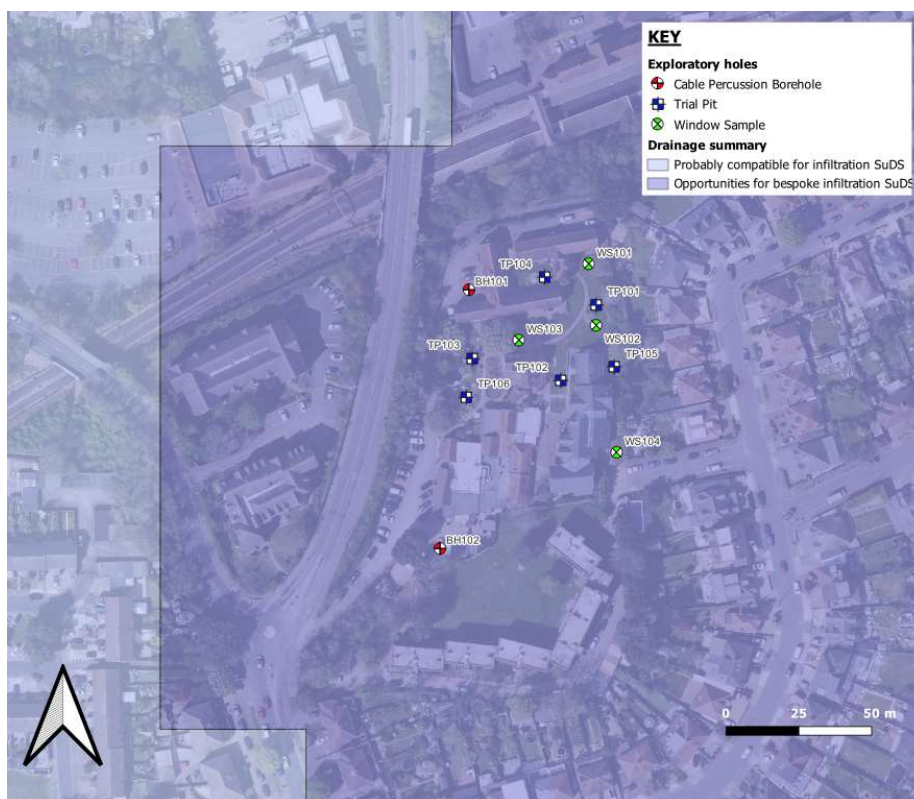 KEY
Exploratory holes
Cable Percussion Borehole
Trial Pit
Window Sample
Drainage summary
Probably compatible for infiltration SuDS
Opportunities for bespoke infiltration SuDS
WS101
TP104
BH101
TP101
WS103
WS102
TP103
TP105
TP102
TP106
WS104
BH102
0 25 50 m